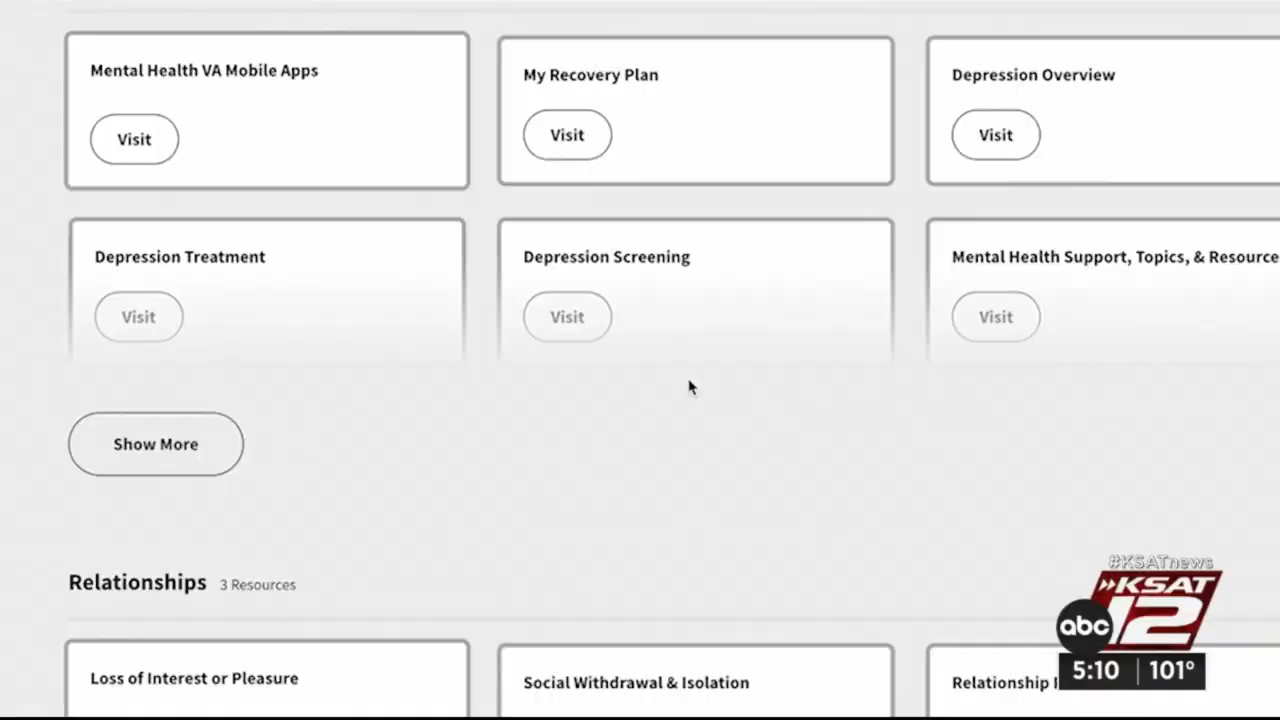 Mental Health VA Mobile Apps
Visit
My Recovery Plan
Visit
Depression Overview
Visit
Depression Treatment
Visit
Depression Screening
Visit
Mental Health Support, Topics, & Resource
Visit
Show More
Relationships 3 Resources
Loss of Interest or Pleasure
Social Withdrawal & Isolation
Relationship
#KSATnews
KSAT
abc 12
5:10 101°